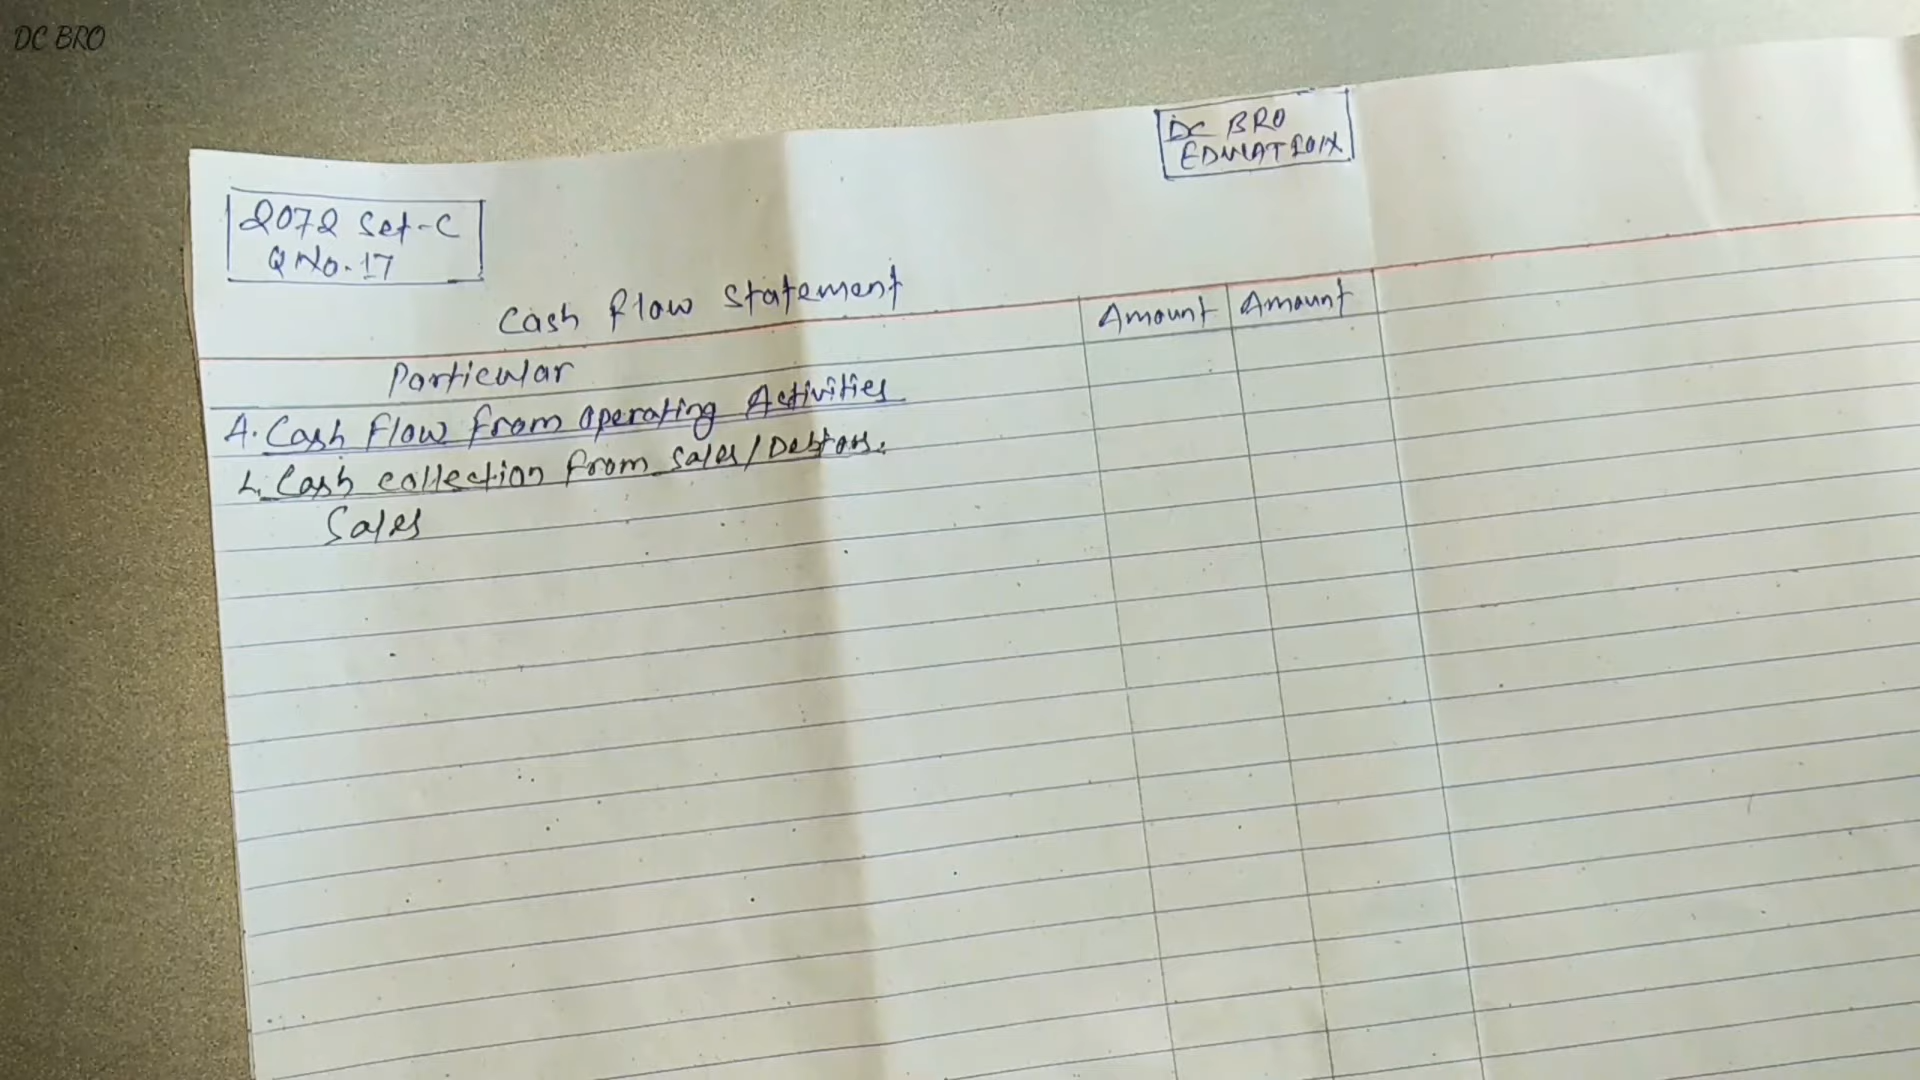 DC BRO
DC BRO
EDUCATION
2072 Set-C
Q No. 17
Cash flow statement
Particular
Amount
Amount
A. Cash flow from operating Activities
1. Cash collection from sales/Debtors.
Sales